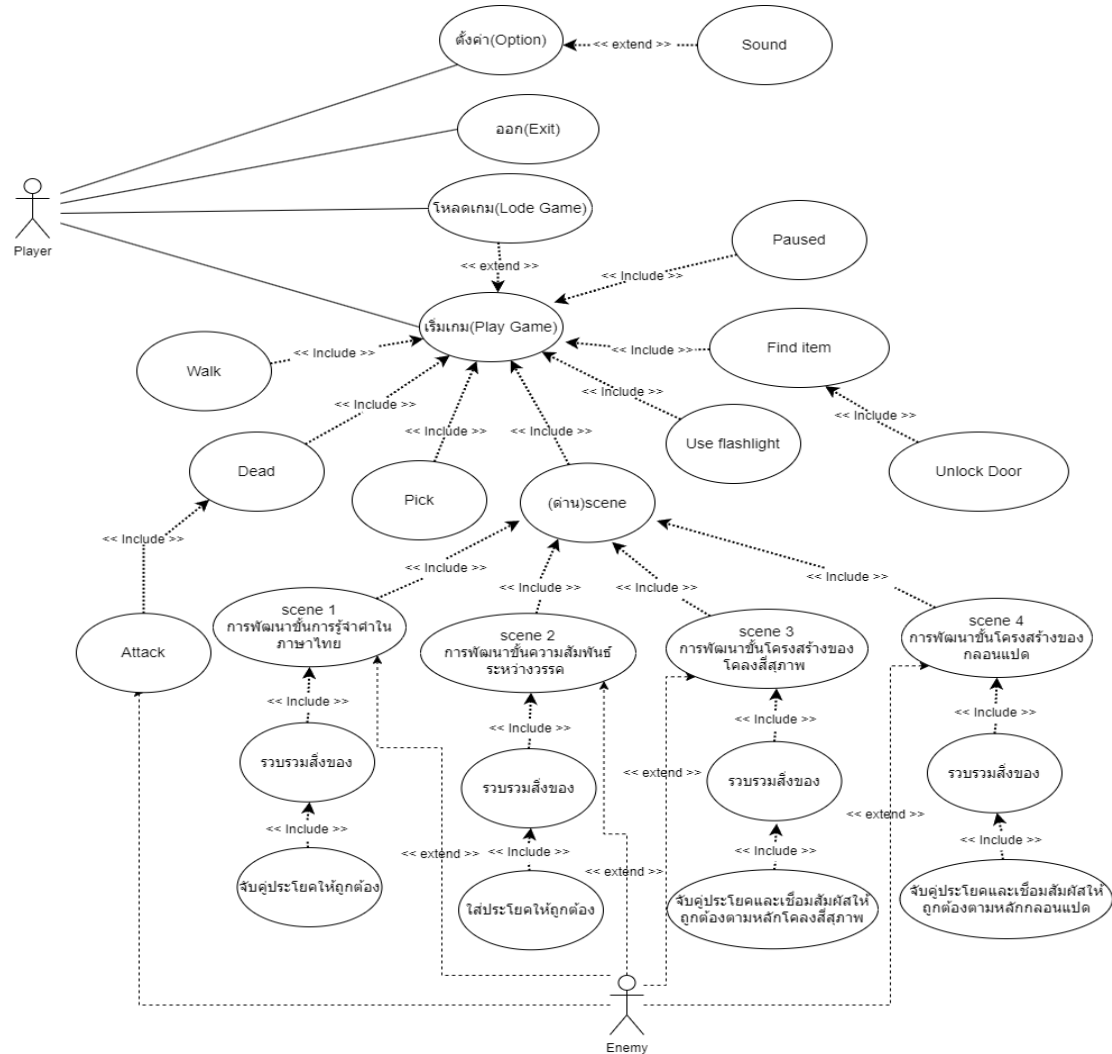 ตั้งค่า(Option)
<< extend >>
Sound
ออก(Exit)
Player
โหลดเกม(Lode Game)
Paused
<< extend >>
<< Include >>
เริ่มเกม(Play Game)
Find item
<< Include >>
<< Include >>
Walk
<< Include >>
<< Include >>
<< Include >>
<< Include >>
<< Include >>
Dead
Use flashlight
Unlock Door
Pick
(ด่าน)scene
<< Include >>
<< Include >>
<< Include >>
<< Include >>
<< Include >>
Attack
scene 1
การพัฒนาขั้นการรู้จำคำใน
ภาษาไทย
scene 2
การพัฒนาขั้นความสัมพันธ์
ระหว่างวรรค
scene 3
การพัฒนาขั้นโครงสร้างของ
โคลงสี่สุภาพ
scene 4
การพัฒนาขั้นโครงสร้างของ
กลอนแปด
<< Include >>
<< Include >>
<< Include >>
<< Include >>
รวบรวมสิ่งของ
รวบรวมสิ่งของ
รวบรวมสิ่งของ
รวบรวมสิ่งของ
<< extend >>
<< extend >>
<< Include >>
<< extend >>
<< Include >>
<< Include >>
<< Include >>
<< extend >>
จับคู่ประโยคให้ถูกต้อง
ใส่ประโยคให้ถูกต้อง
จับคู่ประโยคและเชื่อมสัมผัสให้
ถูกต้องตามหลักโคลงสี่สุภาพ
จับคู่ประโยคและเชื่อมสัมผัสให้
ถูกต้องตามหลักกลอนแปด
Enemy